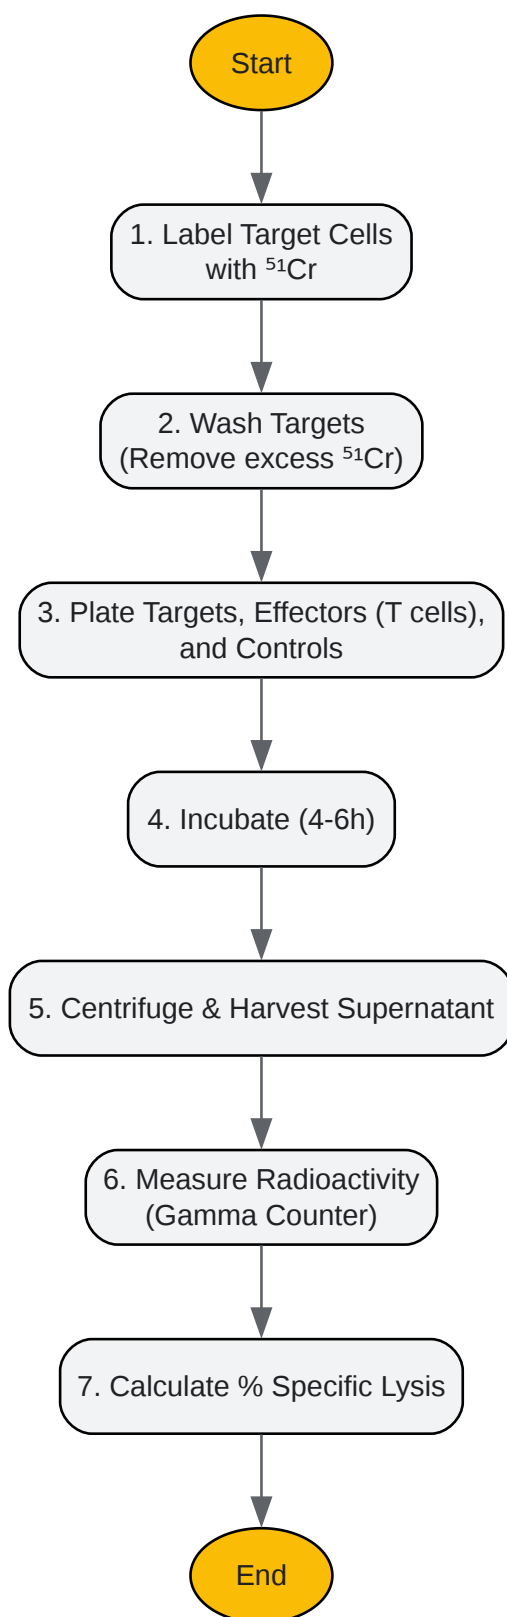 Start
1. Label Target Cells
with ⁵¹Cr
2. Wash Targets
(Remove excess ⁵¹Cr)
3. Plate Targets, Effectors (T cells),
and Controls
4. Incubate (4-6h)
5. Centrifuge & Harvest Supernatant
6. Measure Radioactivity
(Gamma Counter)
7. Calculate % Specific Lysis
End